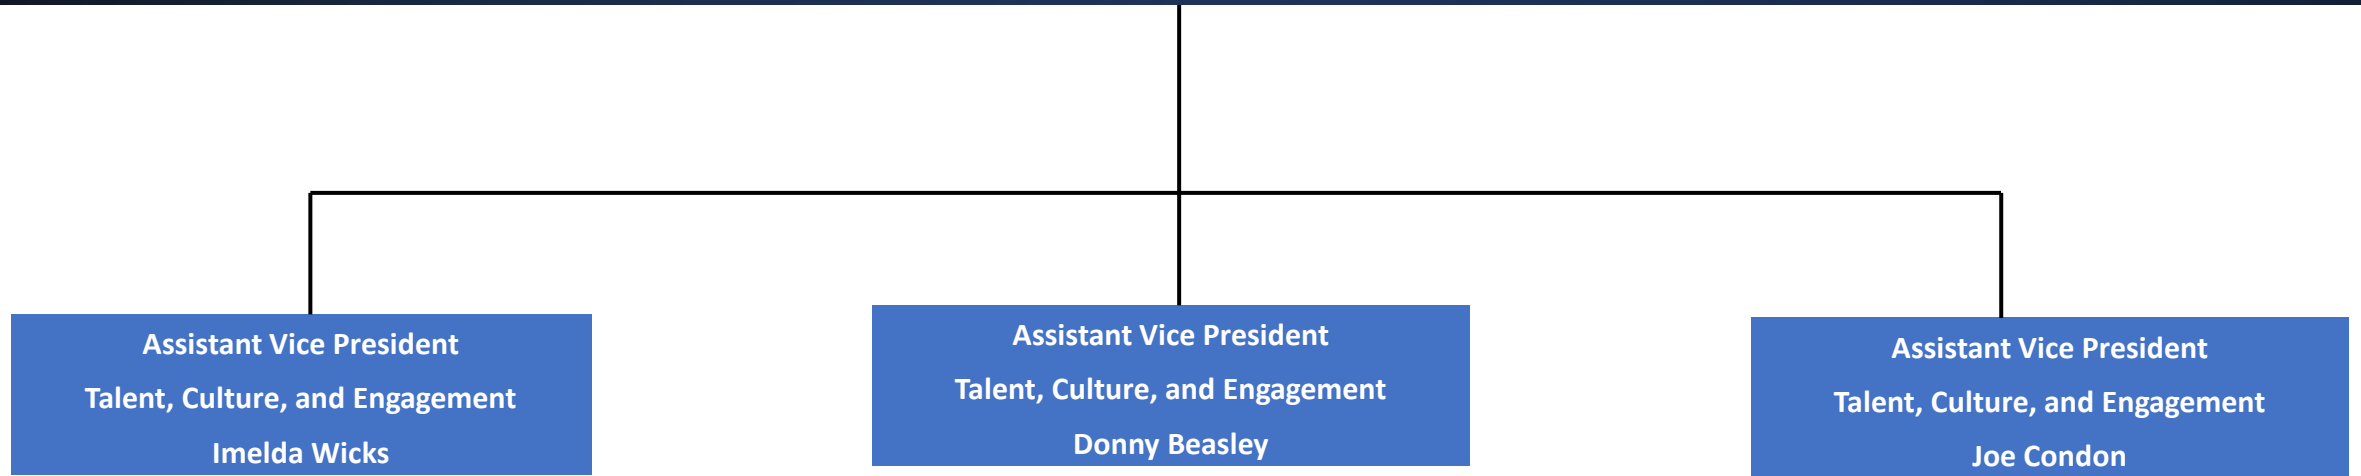 Assistant Vice President
Talent, Culture, and Engagement
Imelda Wicks
Assistant Vice President
Talent, Culture, and Engagement
Donny Beasley
Assistant Vice President
Talent, Culture, and Engagement
Joe Condon